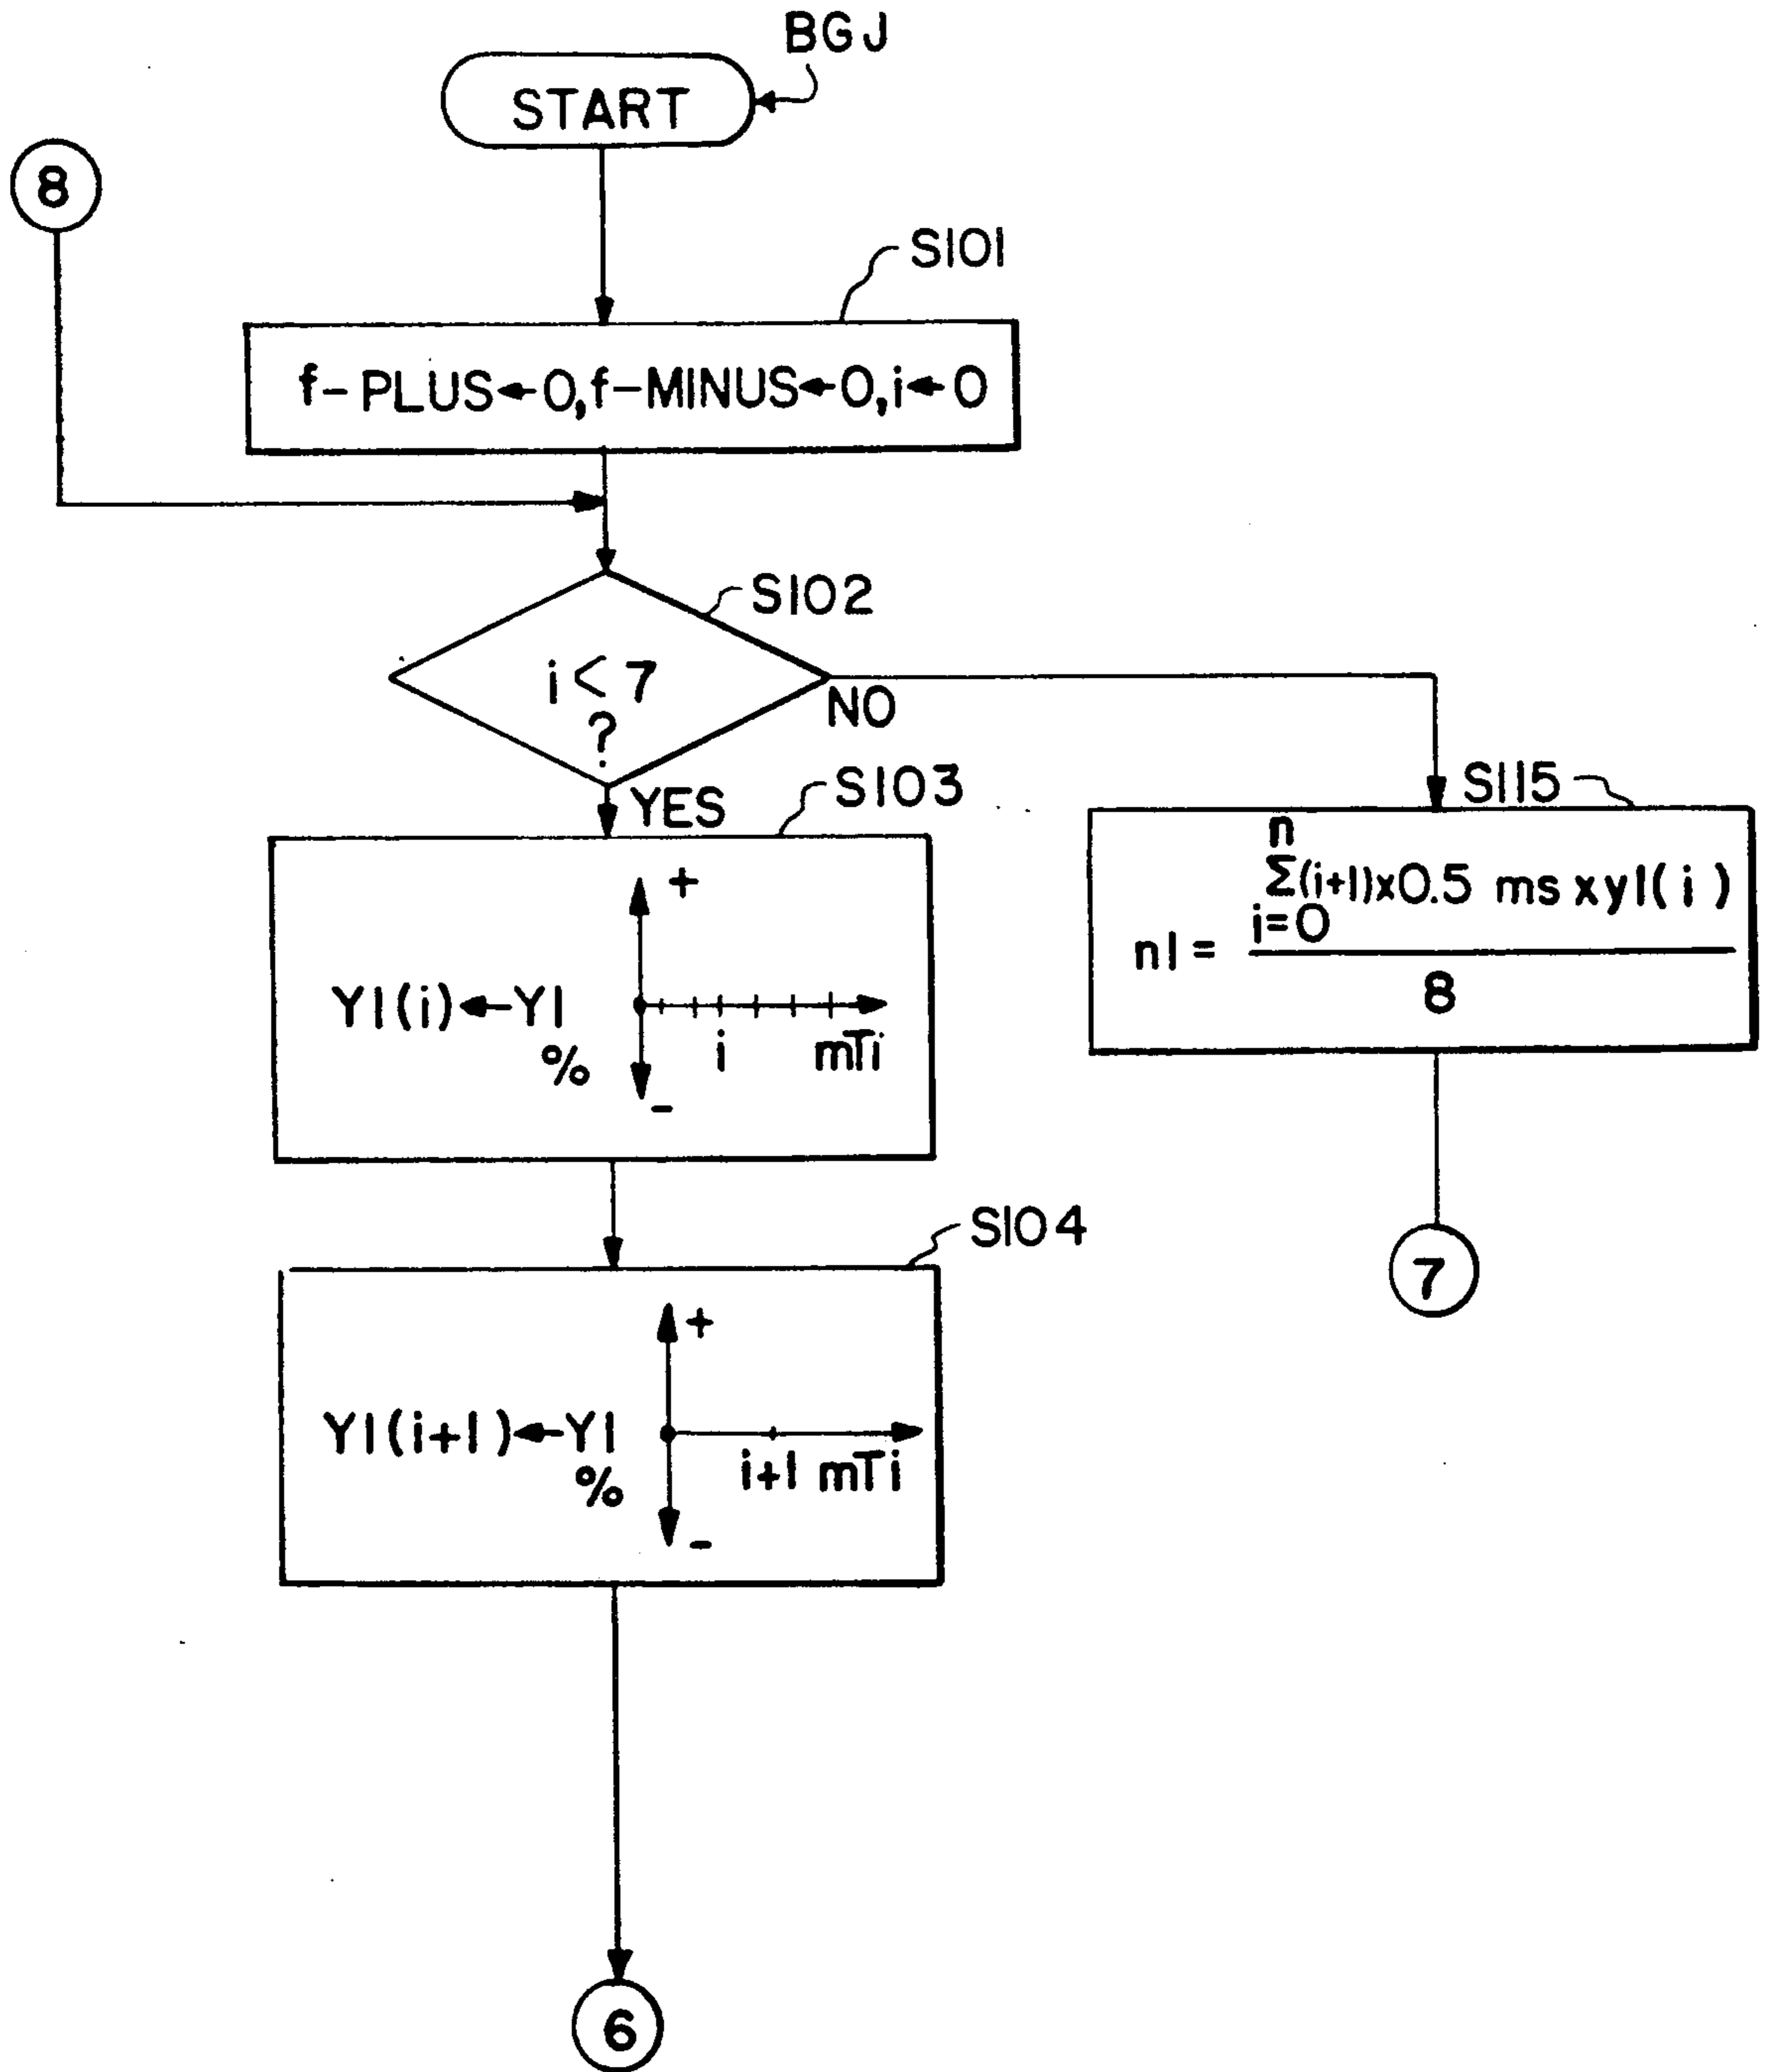 BGJ
START
8
S101
f-PLUS←0,f-MINUS←0,i←0
S102
i<7
?
NO
YES
S103
S115
n
Σ(i+1)x0.5 ms xy1(i)
i=0
n1=
8
+
Y1(i)←Y1
%
i mTi
-
S104
7
+
Y1(i+1)←Y1
%
i+1 mTi
-
6